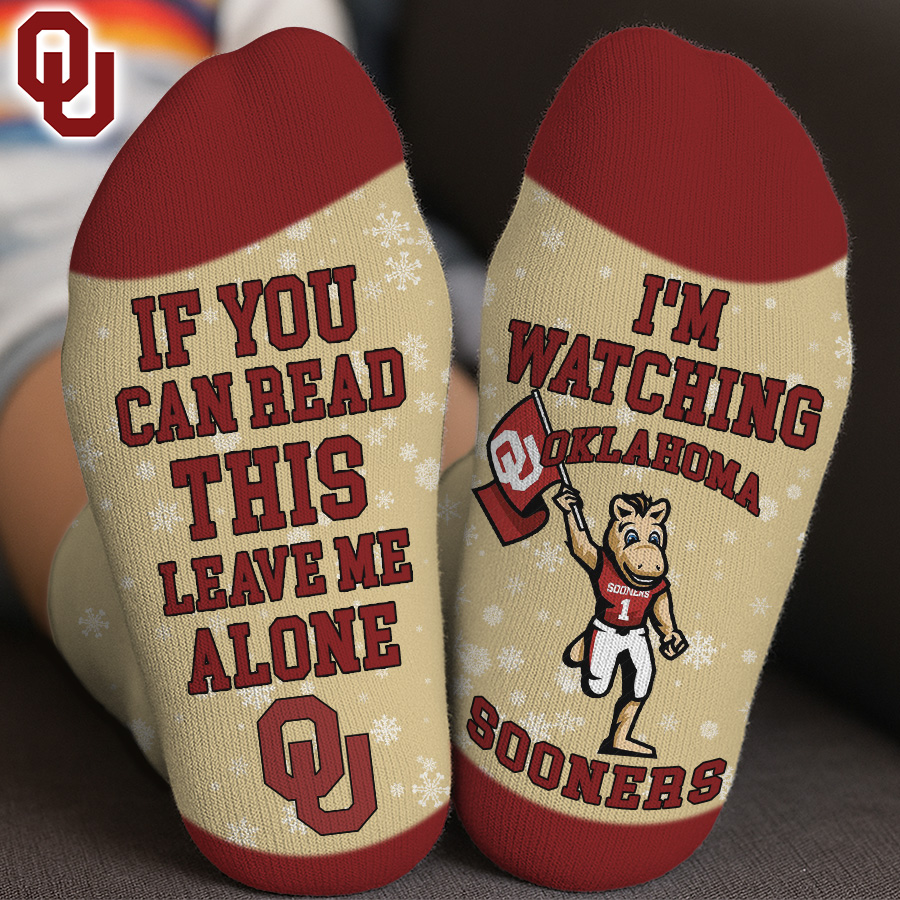 OU
IF YOU
CAN READ
THIS
LEAVE ME
ALONE
OU
I'M
WATCHING
OU
OKLAHOMA
SOONERS
1
SOONERS